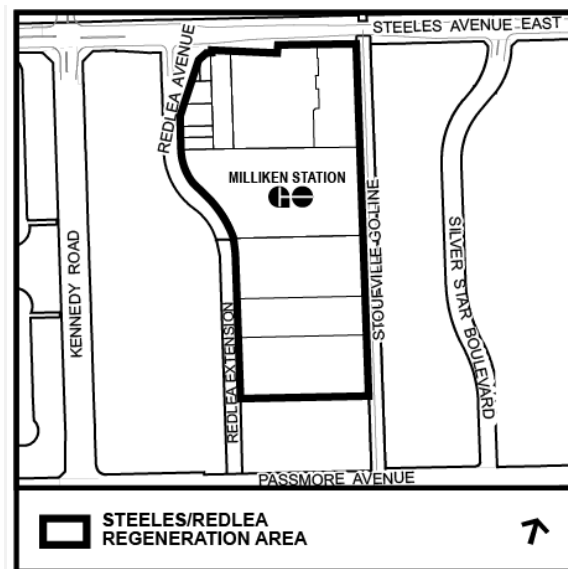 STEELES AVENUE EAST
REDLEA AVENUE
MILLIKEN STATION
GO
KENNEDY ROAD
REDLEA EXTENSION
STOUFFVILLE GO LINE
SILVER STAR BOULEVARD
PASSMORE AVENUE
STEELES/REDLEA
REGENERATION AREA